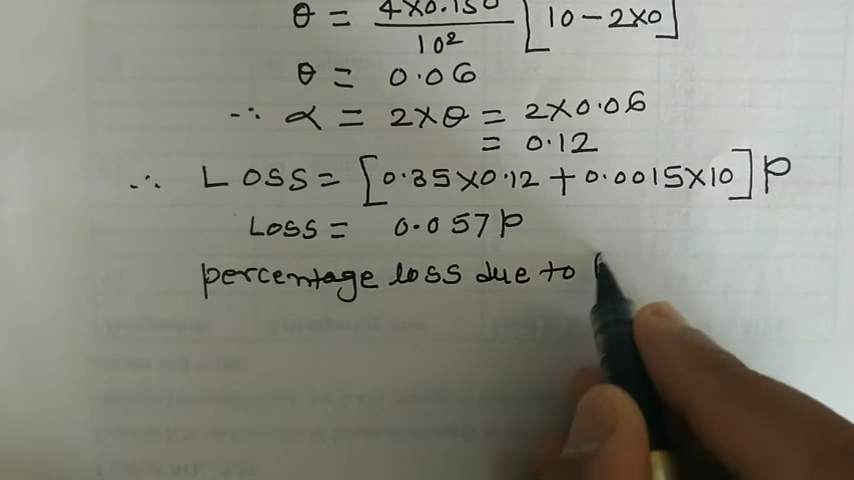 θ = 4×0.150 / 10² [10 - 2×0]
θ = 0.06
∴ α = 2×θ = 2×0.06
= 0.12
∴ Loss = [0.35×0.12 + 0.0015×10] P
Loss = 0.057 P
percentage loss due to